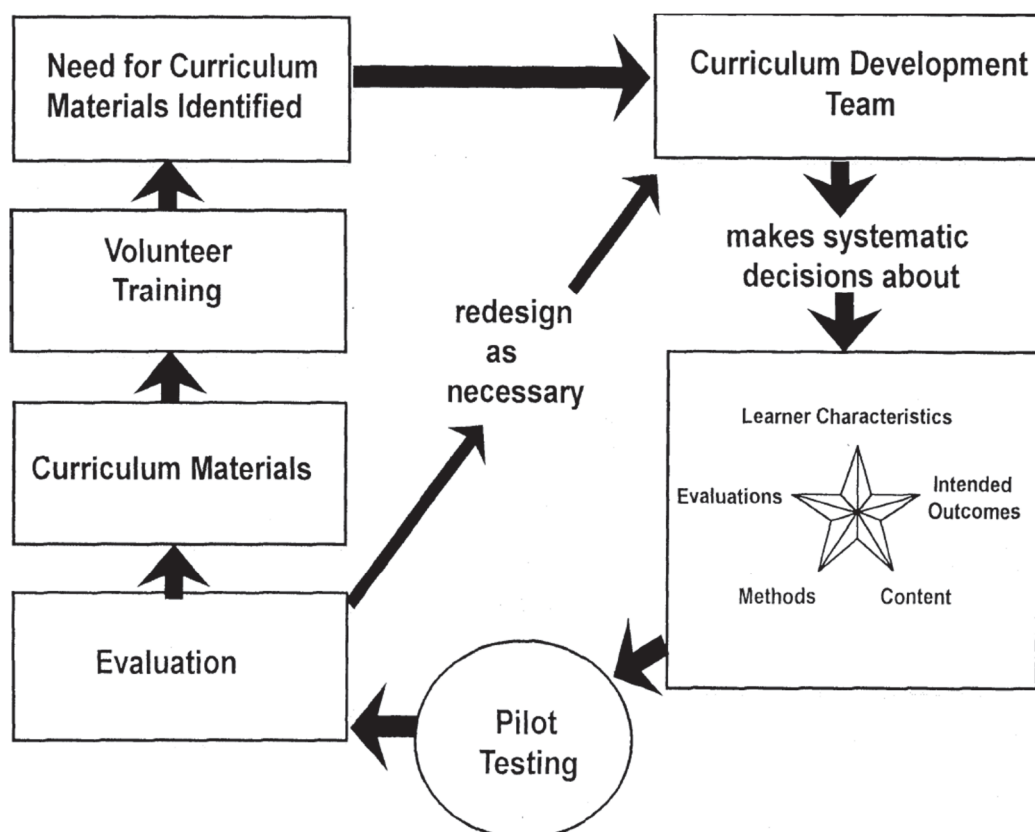 Need for Curriculum
Materials Identified
Curriculum Development
Team
makes systematic
decisions about
Learner Characteristics
Evaluations
Intended
Outcomes
Methods
Content
Pilot
Testing
Evaluation
redesign
as
necessary
Curriculum Materials
Volunteer
Training